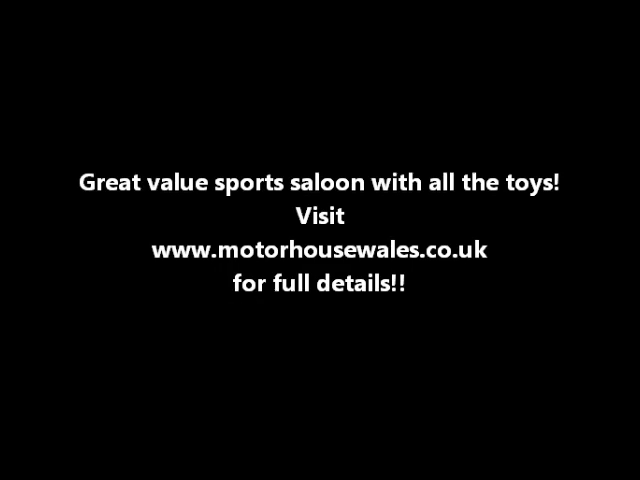 Great value sports saloon with all the toys!
Visit
www.motorhousewales.co.uk
for full details!!